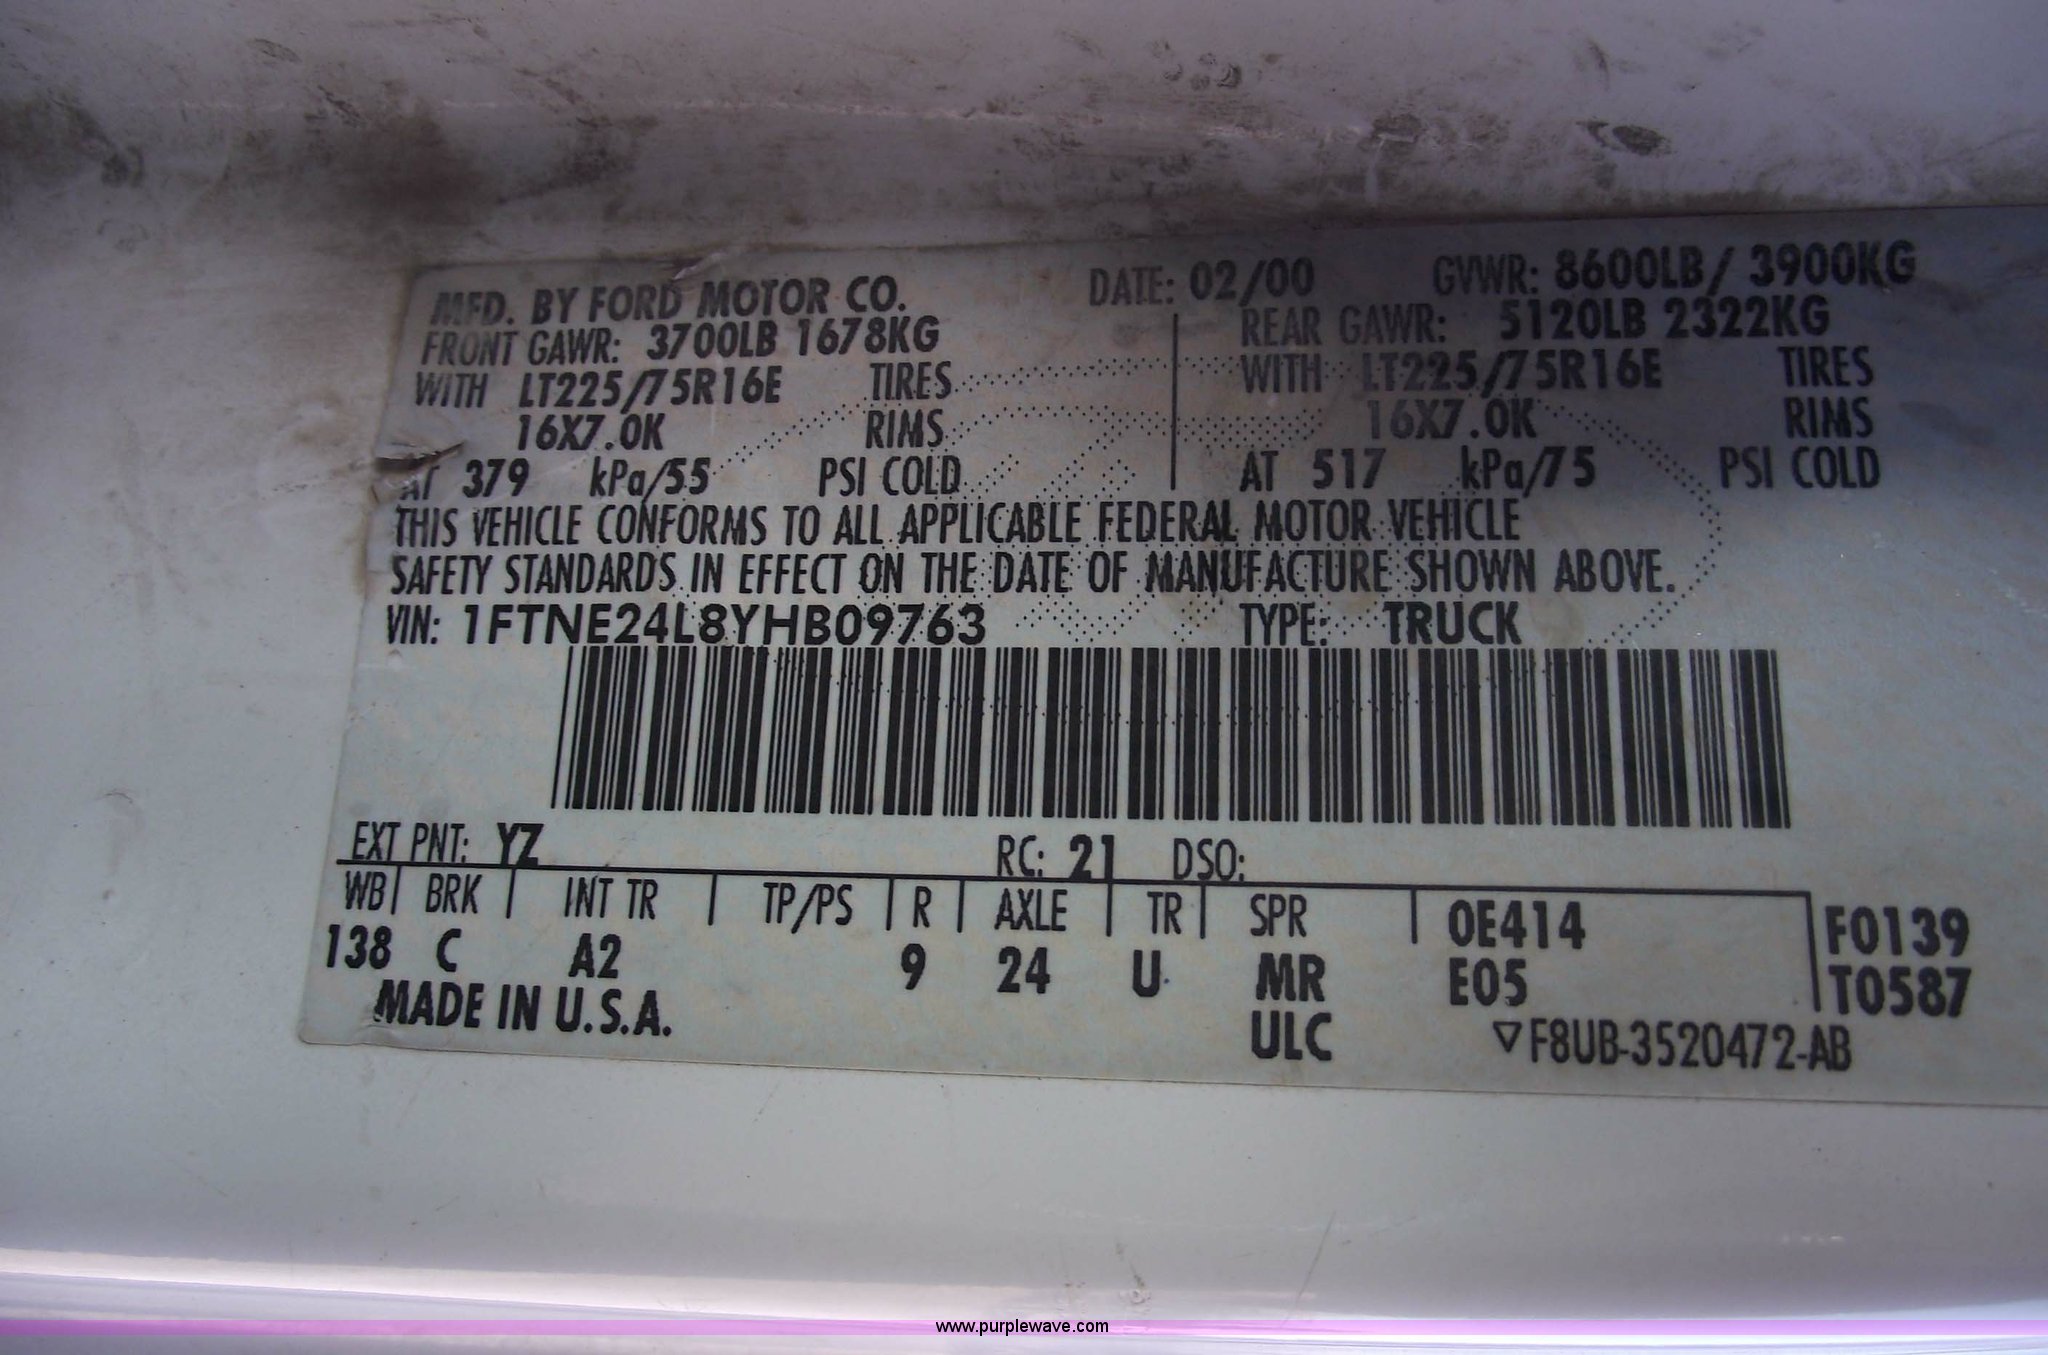 MFD. BY FORD MOTOR CO. DATE: 02/00 GVWR: 8600LB/ 3900KG
FRONT GAWR: 3700LB 1678KG REAR GAWR: 5120LB 2322KG
WITH LT225/75R16E TIRES WITH LT225/75R16E TIRES
16X7.0K RIMS 16X7.0K RIMS
AT 379 kPa/55 PSI COLD AT 517 kPa/75 PSI COLD
THIS VEHICLE CONFORMS TO ALL APPLICABLE FEDERAL MOTOR VEHICLE
SAFETY STANDARDS IN EFFECT ON THE DATE OF MANUFACTURE SHOWN ABOVE.
VIN: 1FTNE24L8YHB09763 TYPE: TRUCK
EXT PNT: YZ RC: 21 DSO:
WB BRK INT TR TP/PS R AXLE TR SPR 0E414 F0139
138 C A2 9 24 U MR E05 T0587
MADE IN U.S.A. ULC ▽F8UB-3520472-AB
www.purplewave.com